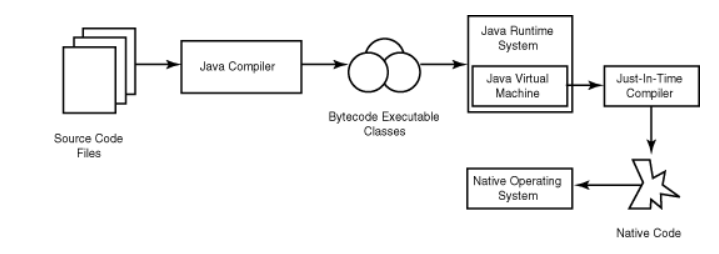 Source Code
Files
Java Compiler
Bytecode Executable
Classes
Java Runtime
System
Java Virtual
Machine
Just-In-Time
Compiler
Native Code
Native Operating
System